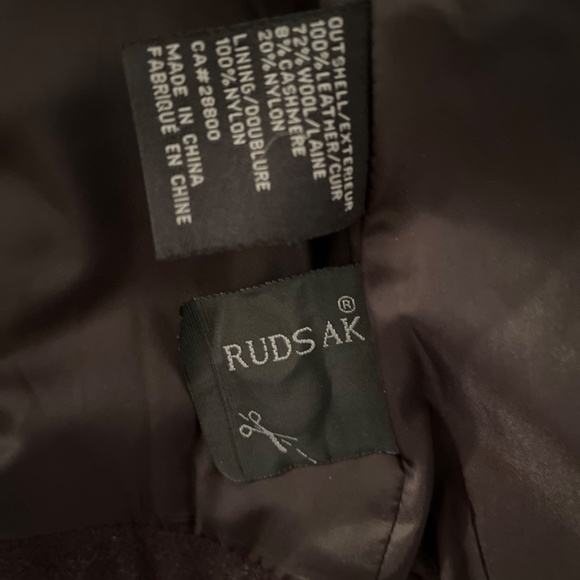 OUTSHELL/EXTERIEUR
100%LEATHER/CUIR
72%WOOL/LAINE
8%CASHMERE
20%NYLON
LINING/DOUBLURE
100%NYLON
CA#28800
MADE IN CHINA
FABRIQUÉ EN CHINE
RUDSAK®